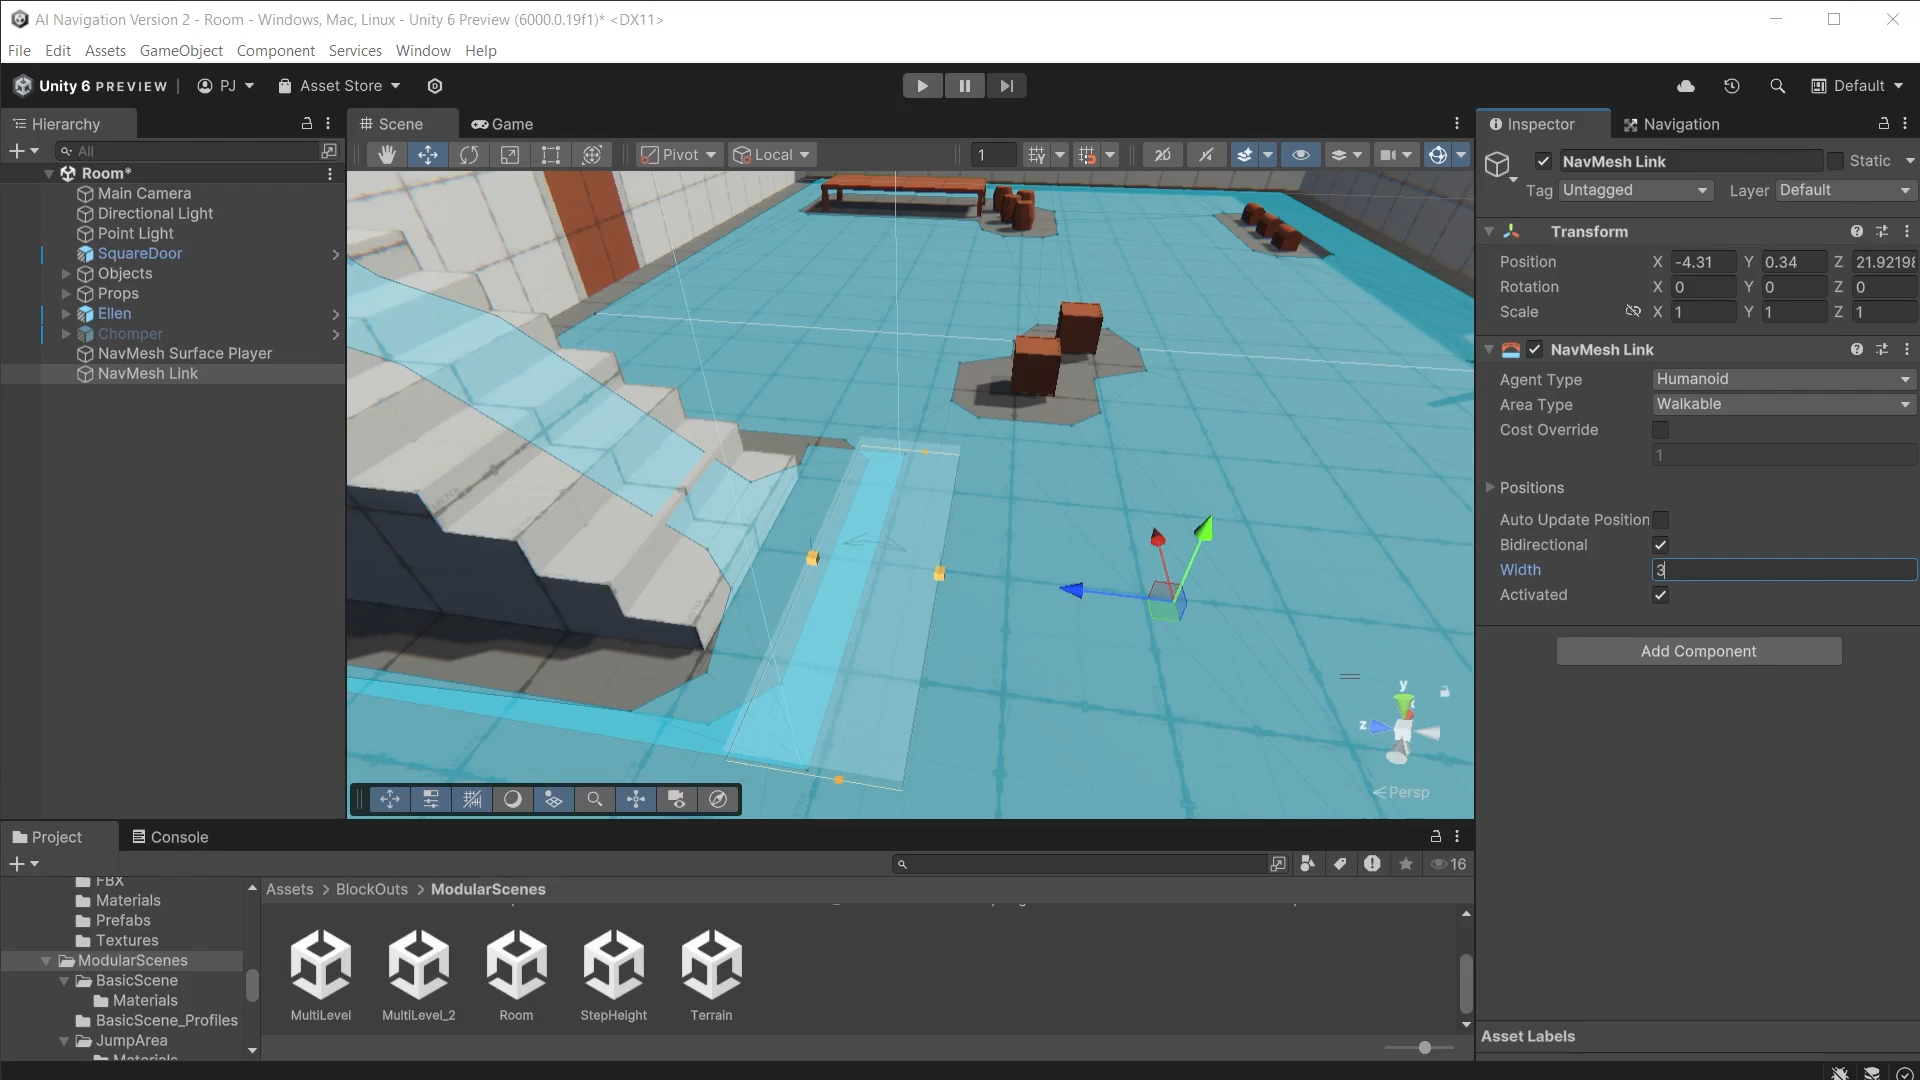 AI Navigation Version 2 - Room - Windows, Mac, Linux - Unity 6 Preview (6000.0.19f1)* <DX11>
File Edit Assets GameObject Component Services Window Help
Unity 6 PREVIEW PJ Asset Store Default
Hierarchy
All
Room*
Main Camera
Directional Light
Point Light
SquareDoor
Objects
Props
Ellen
Chomper
NavMesh Surface Player
NavMesh Link
Scene Game
Pivot Local 1 2D
z y x
Persp
Inspector Navigation
NavMesh Link Static
Tag Untagged Layer Default
Transform
Position X -4.31 Y 0.34 Z 21.92198
Rotation X 0 Y 0 Z 0
Scale X 1 Y 1 Z 1
NavMesh Link
Agent Type Humanoid
Area Type Walkable
Cost Override
1
Positions
Auto Update Position
Bidirectional
Width 3
Activated
Add Component
Asset Labels
Project Console
16
FBX
Materials
Prefabs
Textures
ModularScenes
BasicScene
Materials
BasicScene_Profiles
JumpArea
Materials
Assets > BlockOuts > ModularScenes
MultiLevel MultiLevel_2 Room StepHeight Terrain